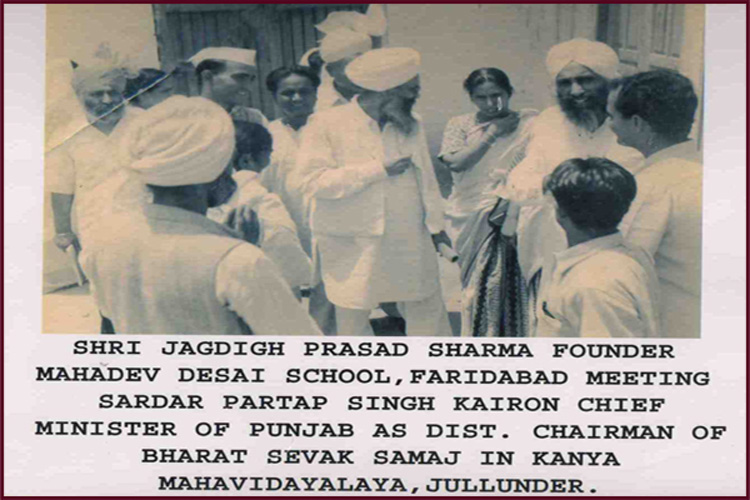 SHRI JAGDIGH PRASAD SHARMA FOUNDER
MAHADEV DESAI SCHOOL,FARIDABAD MEETING
SARDAR PARTAP SINGH KAIRON CHIEF
MINISTER OF PUNJAB AS DIST. CHAIRMAN OF
BHARAT SEVAK SAMAJ IN KANYA
MAHAVIDAYALAYA,JULLUNDER.